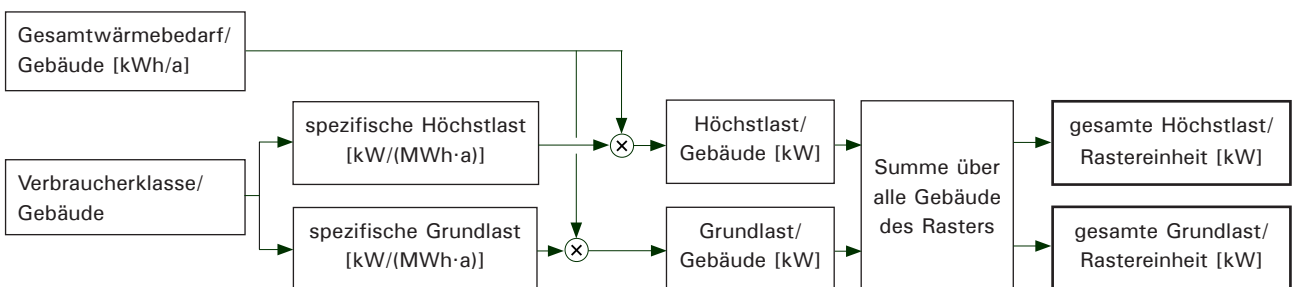 Gesamtwärmebedarf/
Gebäude [kWh/a]
Verbraucherklasse/
Gebäude
spezifische Höchstlast
[kW/(MWh·a)]
spezifische Grundlast
[kW/(MWh·a)]
×
×
Höchstlast/
Gebäude [kW]
Grundlast/
Gebäude [kW]
Summe über
alle Gebäude
des Rasters
gesamte Höchstlast/
Rastereinheit [kW]
gesamte Grundlast/
Rastereinheit [kW]